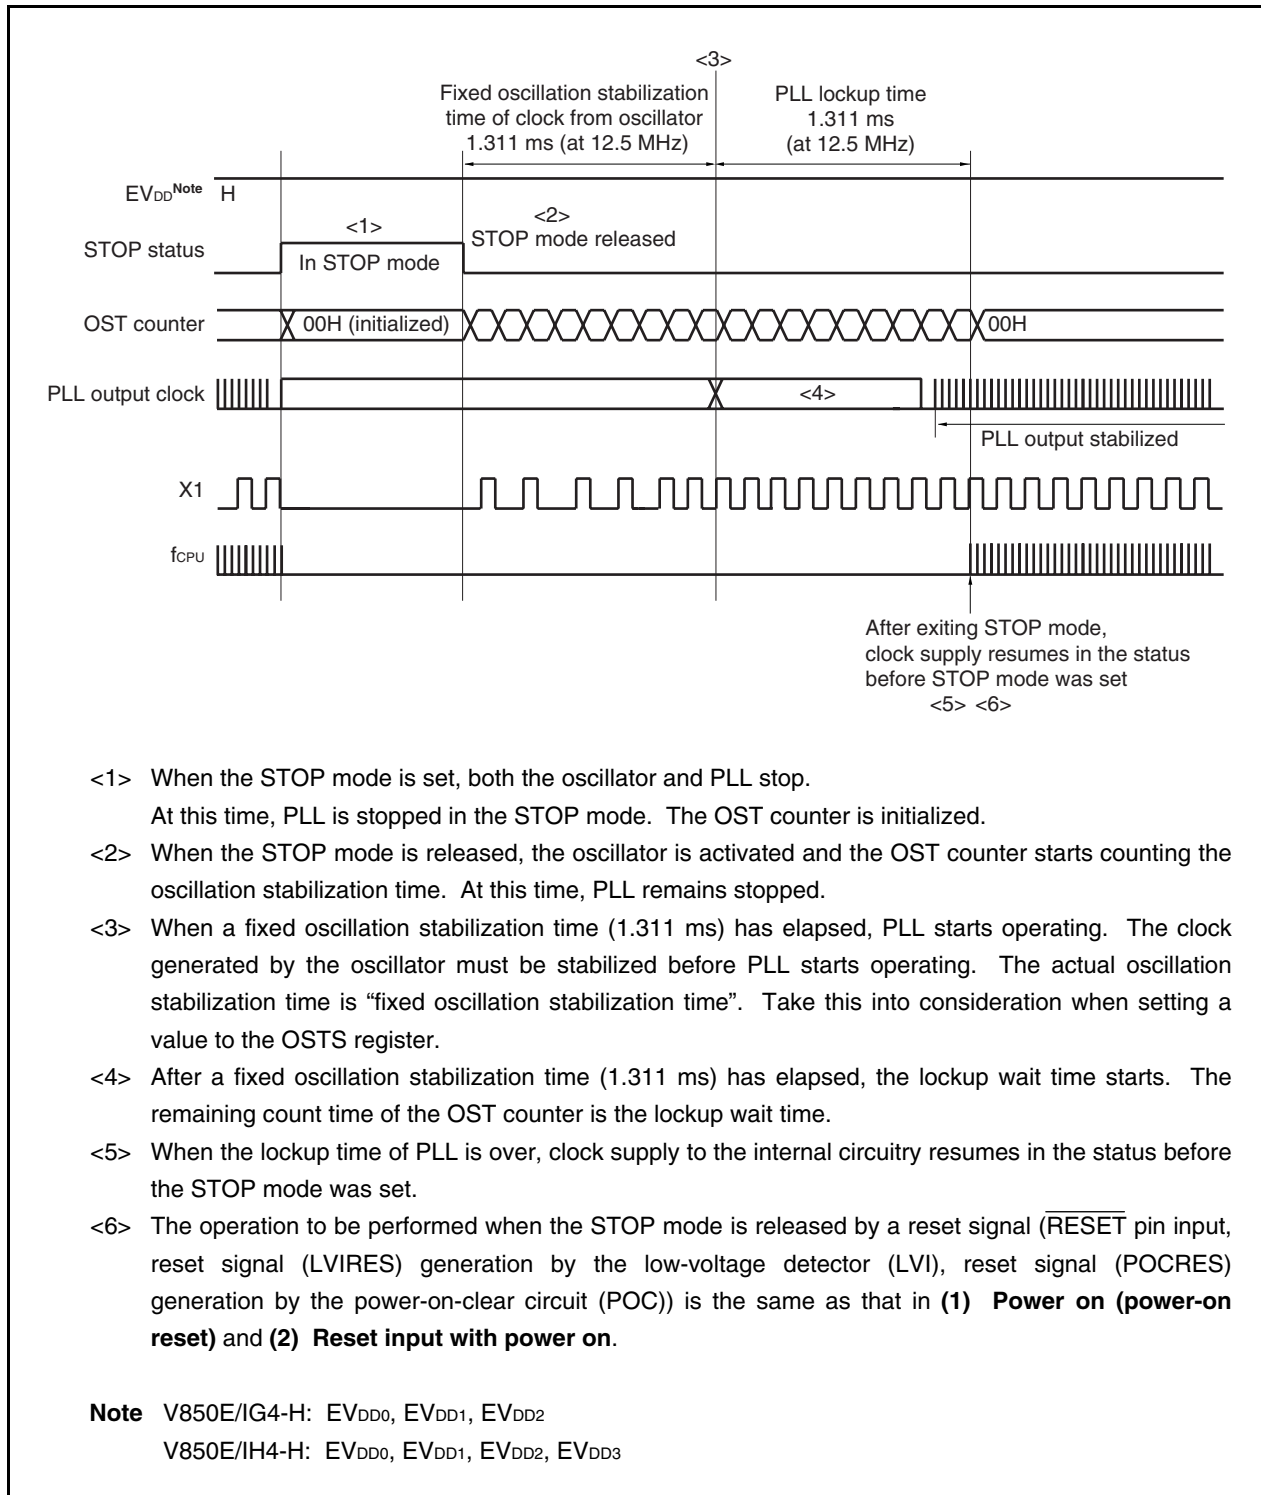 <3>
Fixed oscillation stabilization
time of clock from oscillator
1.311 ms (at 12.5 MHz)
PLL lockup time
1.311 ms
(at 12.5 MHz)
EVDD Note H
<1>
<2>
STOP status
In STOP mode
STOP mode released
OST counter
00H (initialized)
00H
PLL output clock
<4>
PLL output stabilized
X1
fCPU
After exiting STOP mode,
clock supply resumes in the status
before STOP mode was set
<5> <6>
<1> When the STOP mode is set, both the oscillator and PLL stop.
At this time, PLL is stopped in the STOP mode. The OST counter is initialized.
<2> When the STOP mode is released, the oscillator is activated and the OST counter starts counting the
oscillation stabilization time. At this time, PLL remains stopped.
<3> When a fixed oscillation stabilization time (1.311 ms) has elapsed, PLL starts operating. The clock
generated by the oscillator must be stabilized before PLL starts operating. The actual oscillation
stabilization time is “fixed oscillation stabilization time”. Take this into consideration when setting a
value to the OSTS register.
<4> After a fixed oscillation stabilization time (1.311 ms) has elapsed, the lockup wait time starts. The
remaining count time of the OST counter is the lockup wait time.
<5> When the lockup time of PLL is over, clock supply to the internal circuitry resumes in the status before
the STOP mode was set.
<6> The operation to be performed when the STOP mode is released by a reset signal (RESET pin input,
reset signal (LVIRES) generation by the low-voltage detector (LVI), reset signal (POCRES)
generation by the power-on-clear circuit (POC)) is the same as that in (1) Power on (power-on
reset) and (2) Reset input with power on.
Note V850E/IG4-H: EVDD0, EVDD1, EVDD2
V850E/IH4-H: EVDD0, EVDD1, EVDD2, EVDD3